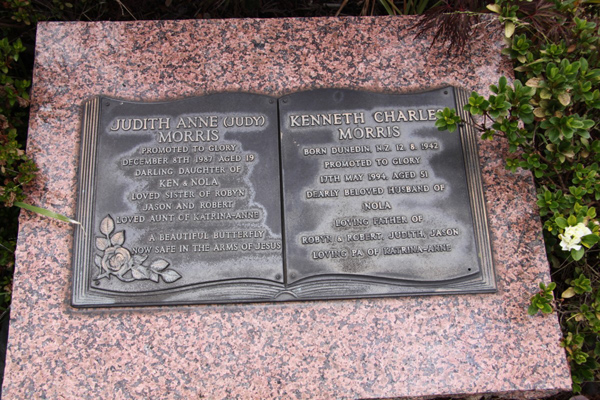 JUDITH ANNE (JUDY)
MORRIS
PROMOTED TO GLORY
DECEMBER 8TH 1987 AGED 19
DARLING DAUGHTER OF
KEN & NOLA
LOVED SISTER OF ROBYN,
JASON AND ROBERT,
LOVED AUNT OF KATRINA-ANNE
A BEAUTIFUL BUTTERFLY
NOW SAFE IN THE ARMS OF JESUS
KENNETH CHARLES
MORRIS
BORN DUNEDIN, N.Z. 12. 8. 1942
PROMOTED TO GLORY
17TH MAY 1994, AGED 51
DEARLY BELOVED HUSBAND OF
NOLA
LOVING FATHER OF
ROBYN & ROBERT, JUDITH, JASON
LOVING PA OF KATRINA-ANNE